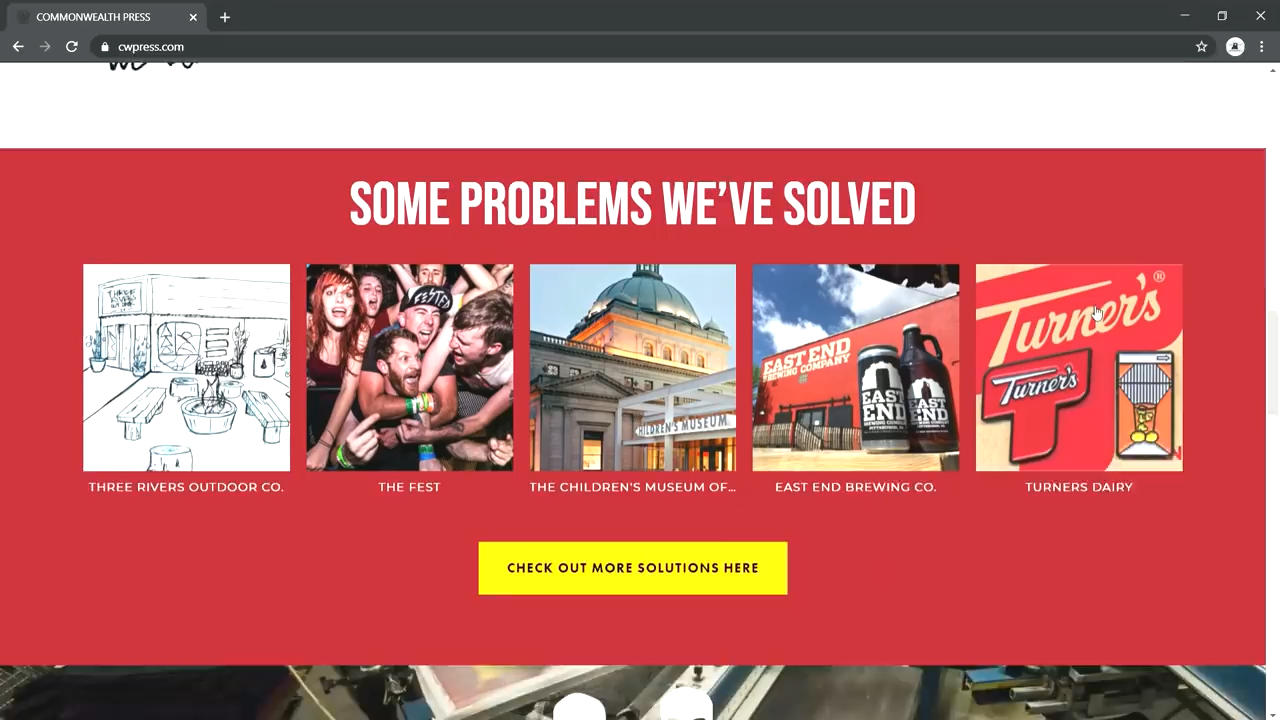 COMMONWEALTH PRESS
cwpress.com
SOME PROBLEMS WE'VE SOLVED
THREE RIVERS OUTDOOR CO.
THE FEST
THE CHILDREN'S MUSEUM OF...
EAST END BREWING CO.
TURNERS DAIRY
FESTED
CHILDREN'S MUSEUM
EAST END
BREWING COMPANY
EAST
END
EAST
END
Turner's®
Turner's
CHECK OUT MORE SOLUTIONS HERE